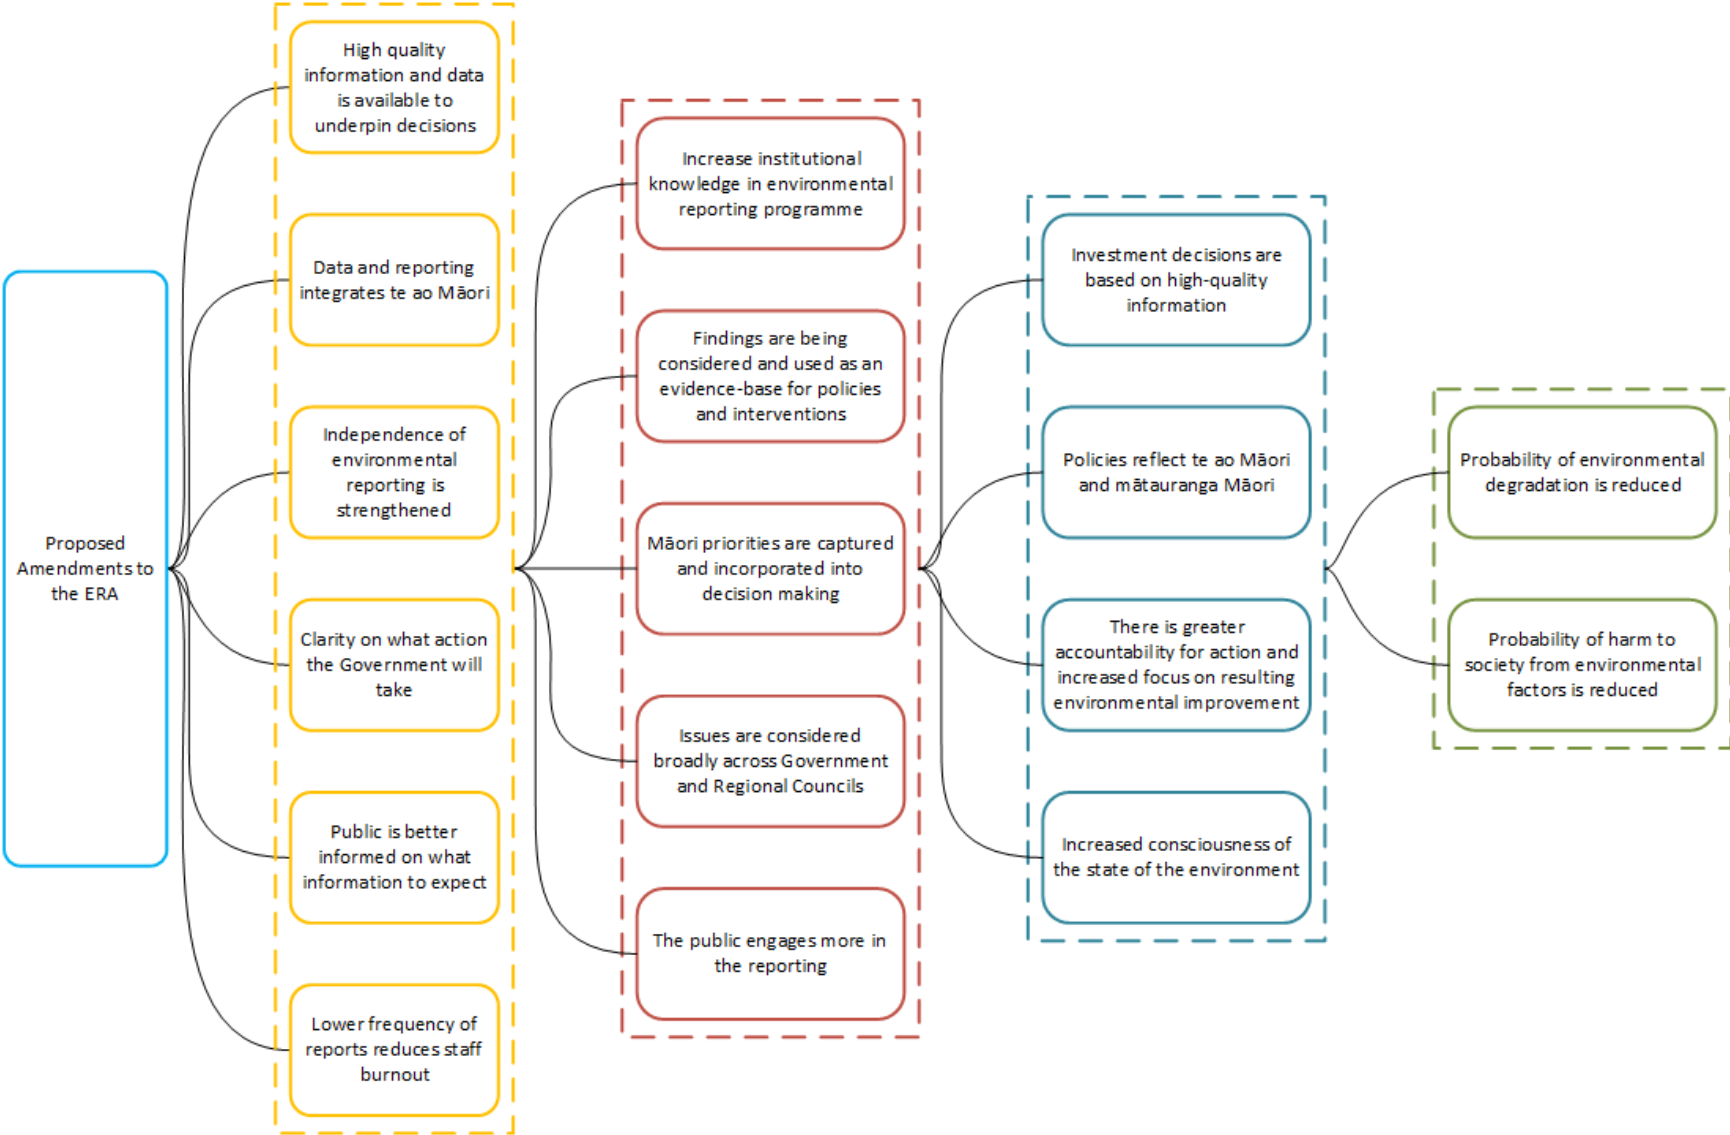 Proposed
Amendments to
the ERA
High quality
information and data
is available to
underpin decisions
Data and reporting
integrates te ao Māori
Independence of
environmental
reporting is
strengthened
Clarity on what action
the Government will
take
Public is better
informed on what
information to expect
Lower frequency of
reports reduces staff
burnout
Increase institutional
knowledge in environmental
reporting programme
Findings are being
considered and used as an
evidence-base for policies
and interventions
Māori priorities are captured
and incorporated into
decision making
Issues are considered
broadly across Government
and Regional Councils
The public engages more in
the reporting
Investment decisions are
based on high-quality
information
Policies reflect te ao Māori
and mātauranga Māori
There is greater
accountability for action and
increased focus on resulting
environmental improvement
Increased consciousness of
the state of the environment
Probability of environmental
degradation is reduced
Probability of harm to
society from environmental
factors is reduced